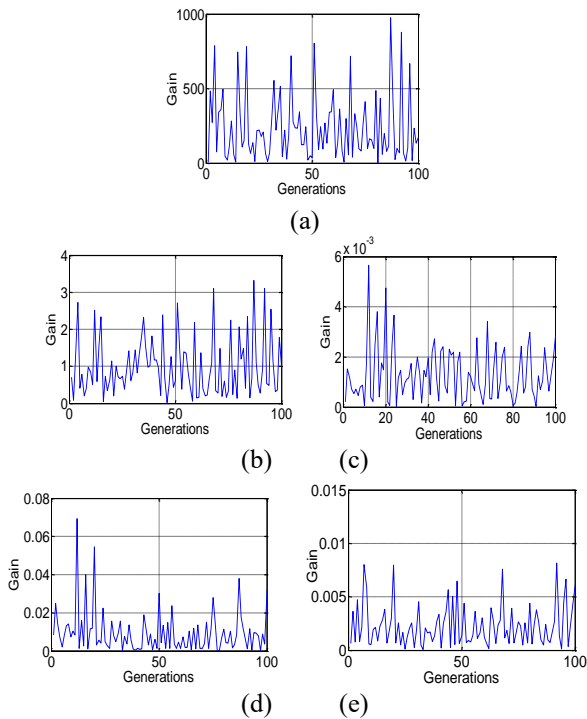 1000
500
0
Gain
0 50 100
Generations
(a)
4
3
2
1
0
Gain
0 50 100
Generations
(b)
6 x 10-3
4
2
0
Gain
0 20 40 60 80 100
Generations
(c)
0.08
0.06
0.04
0.02
0
Gain
0 50 100
Generations
(d)
0.015
0.01
0.005
0
Gain
0 50 100
Generations
(e)